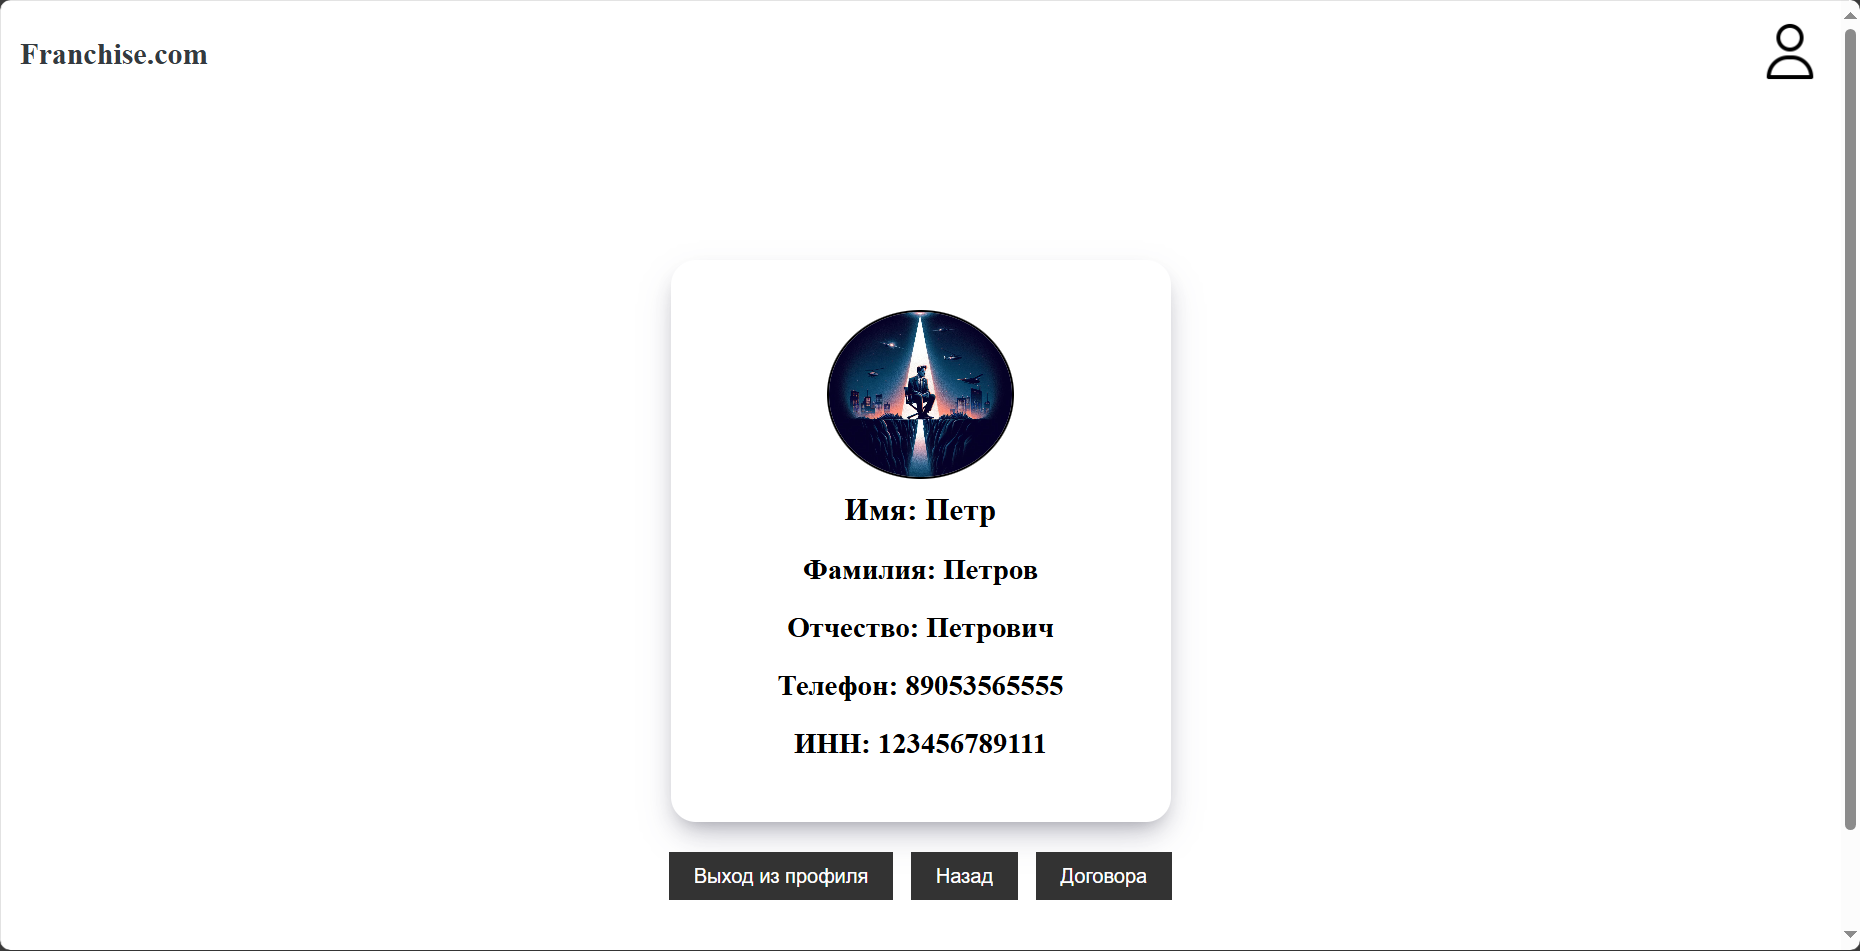 Franchise.com
Имя: Петр
Фамилия: Петров
Отчество: Петрович
Телефон: 89053565555
ИНН: 123456789111
Выход из профиля
Назад
Договора